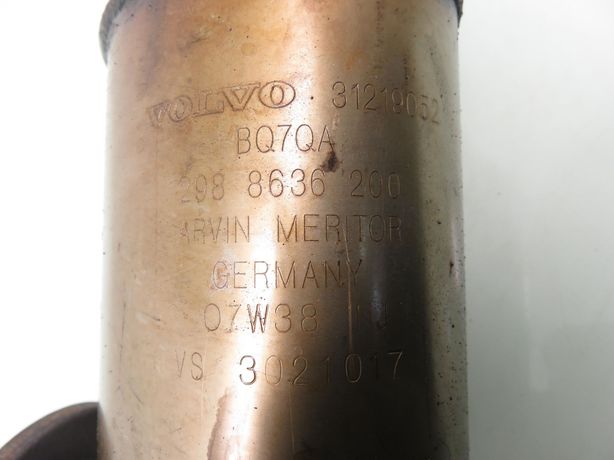 VOLVO 31219052
BQ7QA
298 8636 200
ARVIN MERITOR
GERMANY
07W38
VS 3021017